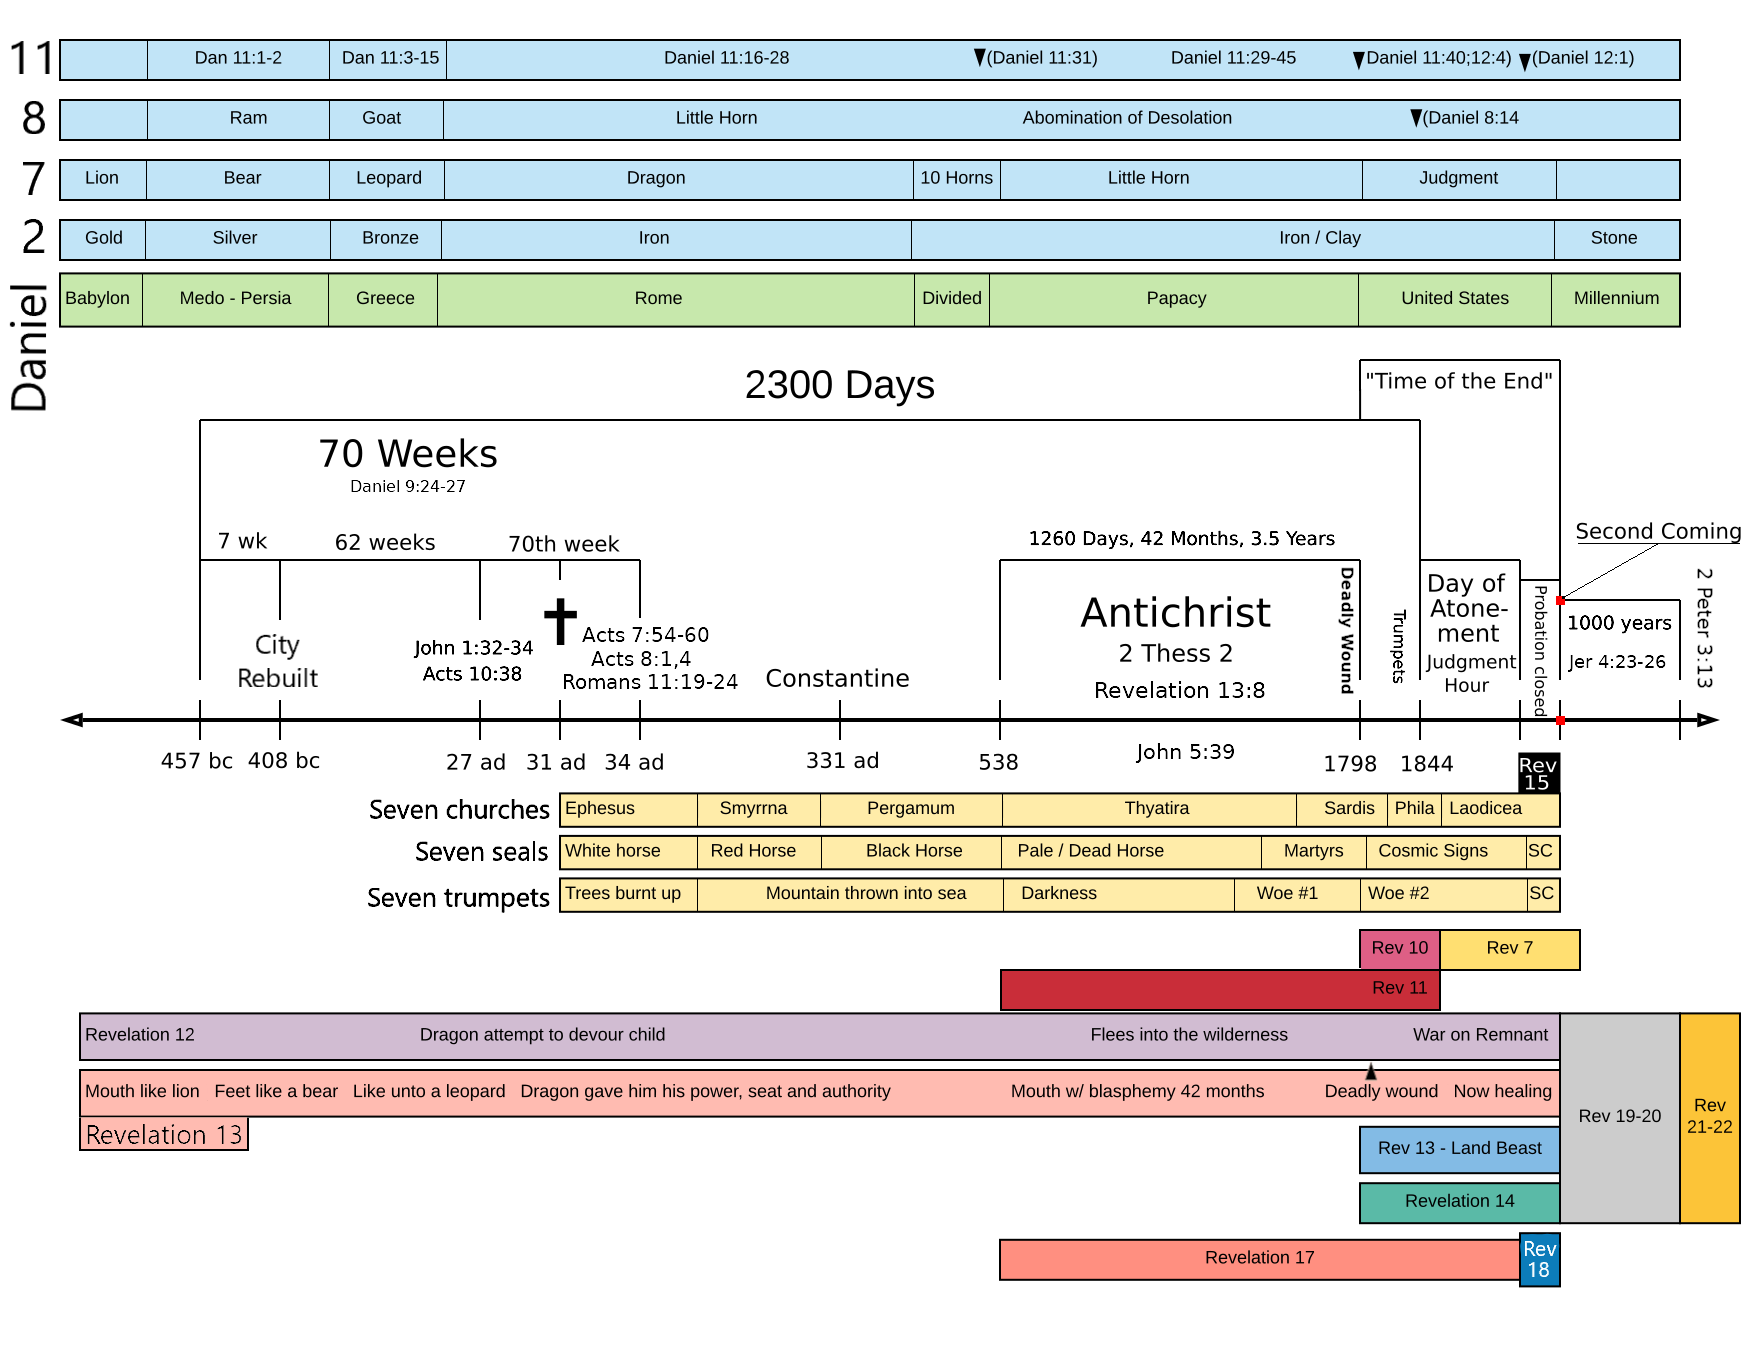 11 Dan 11:1-2 Dan 11:3-15 Daniel 11:16-28 (Daniel 11:31) Daniel 11:29-45 Daniel 11:40;12:4) (Daniel 12:1)
8 Ram Goat Little Horn Abomination of Desolation (Daniel 8:14
7 Lion Bear Leopard Dragon 10 Horns Little Horn Judgment
2 Gold Silver Bronze Iron Iron / Clay Stone
Daniel
Babylon Medo - Persia Greece Rome Divided Papacy United States Millennium
2300 Days
"Time of the End"
70 Weeks
Daniel 9:24-27
7 wk 62 weeks 70th week
1260 Days, 42 Months, 3.5 Years
Second Coming
City
Rebuilt
John 1:32-34
Acts 10:38
Acts 7:54-60
Acts 8:1,4
Romans 11:19-24
Constantine
Antichrist
2 Thess 2
Revelation 13:8
Deadly Wound
Trumpets
Day of
Atone-
ment
Judgment
Hour
Probation closed
1000 years
Jer 4:23-26
2 Peter 3:13
457 bc 408 bc 27 ad 31 ad 34 ad 331 ad 538 John 5:39 1798 1844
Rev
15
Seven churches Ephesus Smyrrna Pergamum Thyatira Sardis Phila Laodicea
Seven seals White horse Red Horse Black Horse Pale / Dead Horse Martyrs Cosmic Signs SC
Seven trumpets Trees burnt up Mountain thrown into sea Darkness Woe #1 Woe #2 SC
Rev 10 Rev 7
Rev 11
Revelation 12 Dragon attempt to devour child Flees into the wilderness War on Remnant
Mouth like lion Feet like a bear Like unto a leopard Dragon gave him his power, seat and authority Mouth w/ blasphemy 42 months Deadly wound Now healing
Revelation 13
Rev 19-20
Rev
21-22
Rev 13 - Land Beast
Revelation 14
Revelation 17
Rev
18